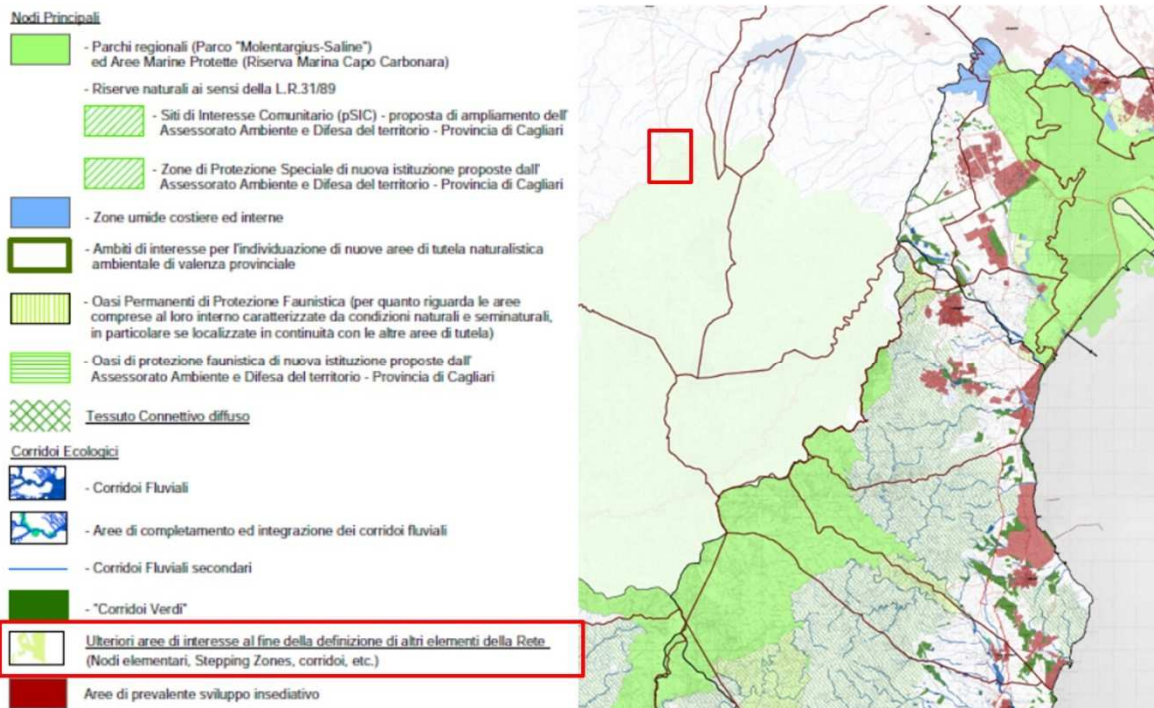 Nodi Principali
- Parchi regionali (Parco "Molentargius-Saline")
ed Aree Marine Protette (Riserva Marina Capo Carbonara)
- Riserve naturali ai sensi della L.R.31/89
- Siti di Interesse Comunitario (pSIC) - proposta di ampliamento dell'
Assessorato Ambiente e Difesa del territorio - Provincia di Cagliari
- Zone di Protezione Speciale di nuova istituzione proposte dall'
Assessorato Ambiente e Difesa del territorio - Provincia di Cagliari
- Zone umide costiere ed interne
- Ambiti di interesse per l'individuazione di nuove aree di tutela naturalistica
ambientale di valenza provinciale
- Oasi Permanenti di Protezione Faunistica (per quanto riguarda le aree
comprese al loro interno caratterizzate da condizioni naturali e seminaturali,
in particolare se localizzate in continuità con le altre aree di tutela)
- Oasi di protezione faunistica di nuova istituzione proposte dall'
Assessorato Ambiente e Difesa del territorio - Provincia di Cagliari
Tessuto Connettivo diffuso
Corridoi Ecologici
- Corridoi Fluviali
- Aree di completamento ed integrazione dei corridoi fluviali
- Corridoi Fluviali secondari
- "Corridoi Verdi"
Ulteriori aree di interesse al fine della definizione di altri elementi della Rete
(Nodi elementari, Stepping Zones, corridoi, etc.)
Aree di prevalente sviluppo insediativo